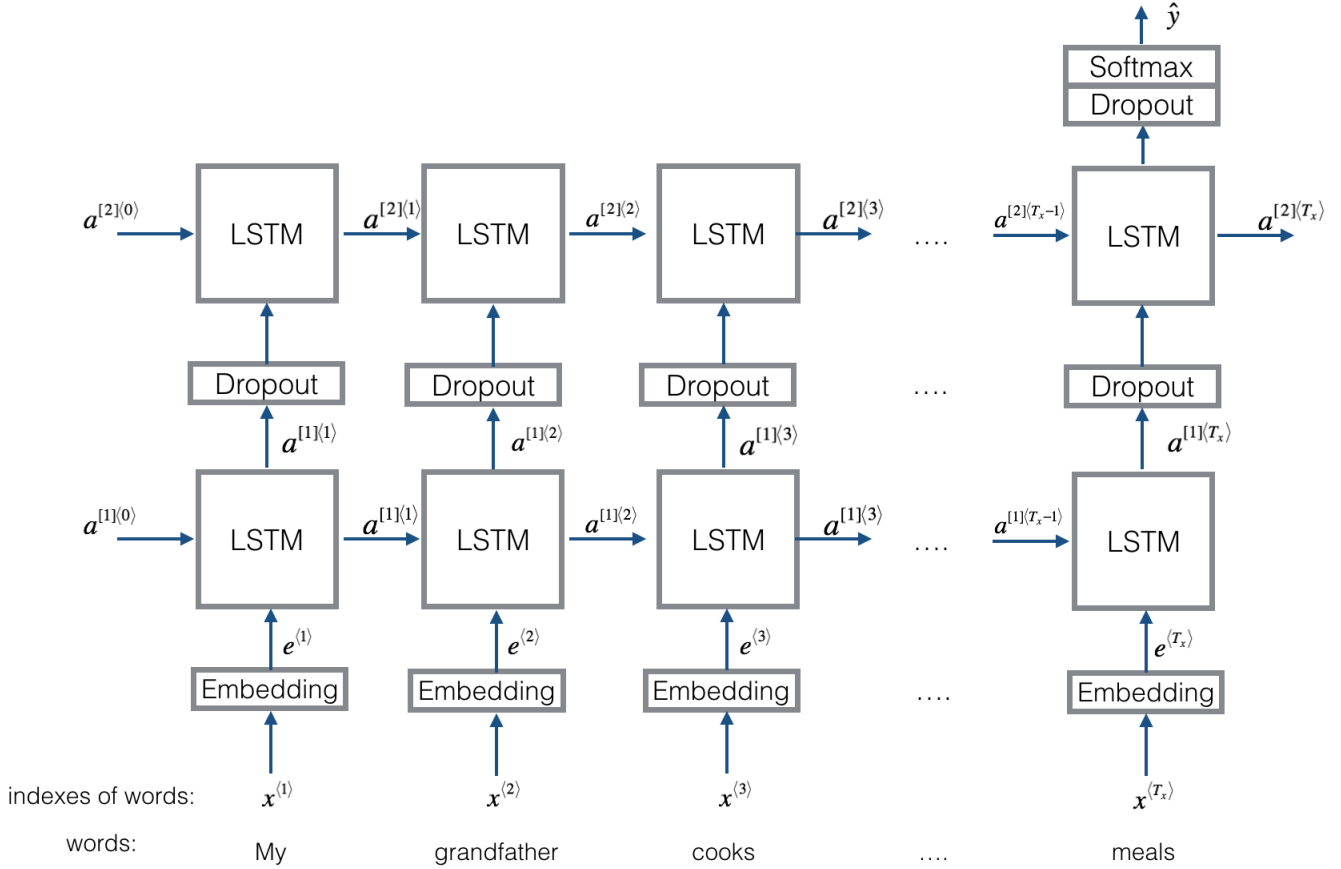 ŷ
Softmax
Dropout
a^{[2]⟨0⟩} LSTM a^{[2]⟨1⟩} LSTM a^{[2]⟨2⟩} LSTM a^{[2]⟨3⟩} .... a^{[2]⟨T_x−1⟩} LSTM a^{[2]⟨T_x⟩}
Dropout Dropout Dropout .... Dropout
a^{[1]⟨1⟩} a^{[1]⟨2⟩} a^{[1]⟨3⟩} a^{[1]⟨T_x⟩}
a^{[1]⟨0⟩} LSTM a^{[1]⟨1⟩} LSTM a^{[1]⟨2⟩} LSTM a^{[1]⟨3⟩} .... a^{[1]⟨T_x−1⟩} LSTM
e^{⟨1⟩} e^{⟨2⟩} e^{⟨3⟩} e^{⟨T_x⟩}
Embedding Embedding Embedding .... Embedding
indexes of words: x^{⟨1⟩} x^{⟨2⟩} x^{⟨3⟩} x^{⟨T_x⟩}
words: My grandfather cooks .... meals